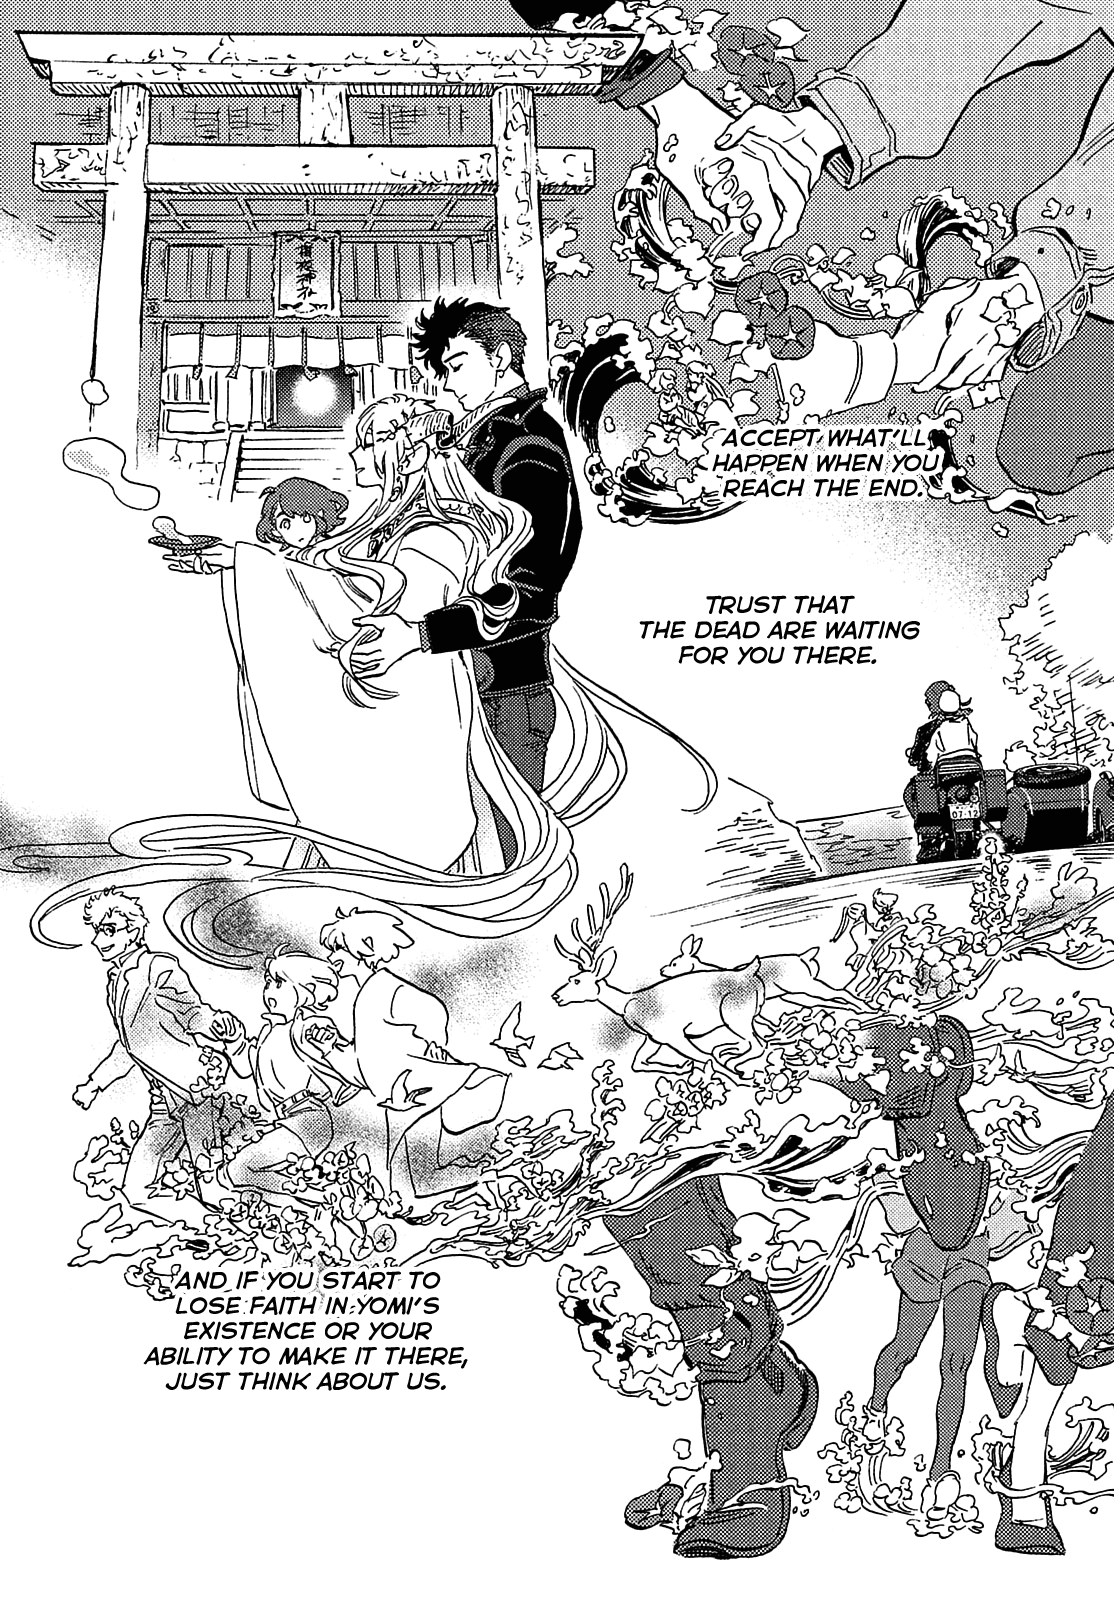 ACCEPT WHAT'LL
HAPPEN WHEN YOU
REACH THE END.
TRUST THAT
THE DEAD ARE WAITING
FOR YOU THERE.
07-12
AND IF YOU START TO
LOSE FAITH IN YOMI'S
EXISTENCE OR YOUR
ABILITY TO MAKE IT THERE,
JUST THINK ABOUT US.